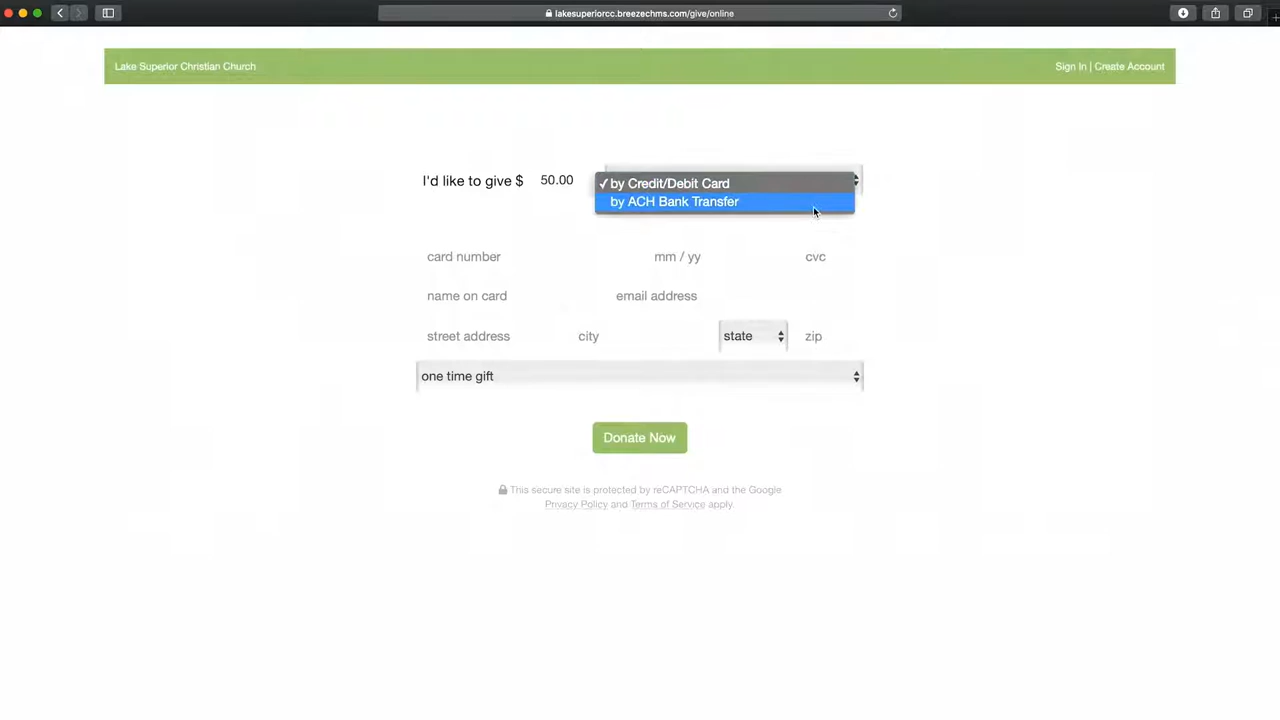 lakesuperiorcc.breezechms.com/give/online
Lake Superior Christian Church
Sign In | Create Account
I'd like to give $ 50.00
✓ by Credit/Debit Card
by ACH Bank Transfer
card number mm / yy cvc
name on card email address
street address city state zip
one time gift
Donate Now
This secure site is protected by reCAPTCHA and the Google
Privacy Policy and Terms of Service apply.